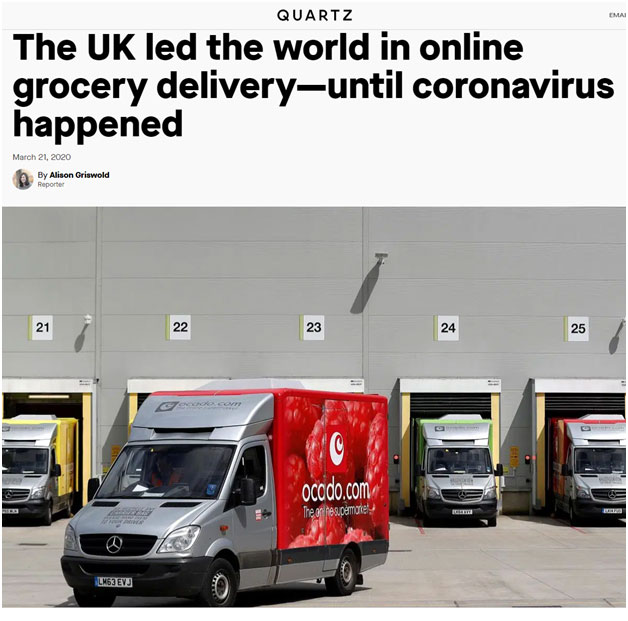 QUARTZ
EMAI
The UK led the world in online
grocery delivery—until coronavirus
happened
March 21, 2020
By Alison Griswold
Reporter
21
22
23
24
25
ocado.com
ocado.com
The online supermarket
LM63 EVJ